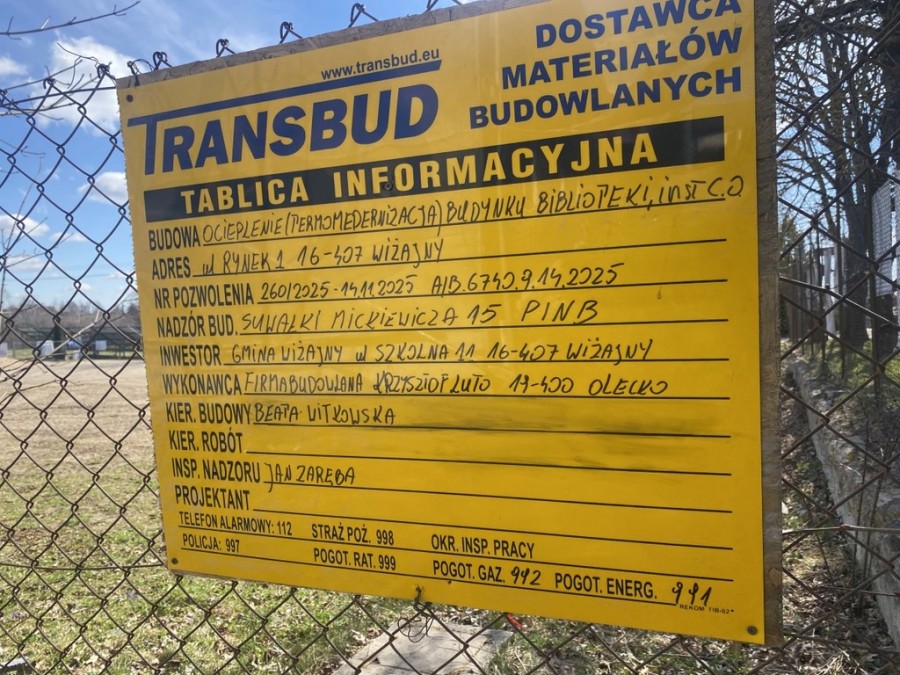 www.transbud.eu
TRANSBUD
DOSTAWCA
MATERIAŁÓW
BUDOWLANYCH
TABLICA INFORMACYJNA
BUDOWA OCIEPLENIE (TERMOMEDERNIZACJA) BUDYNKU BIBLIOTEKI, inst C.O
ADRES ul RYNEK 1 16-407 WIŻAJNY
NR POZWOLENIA 260/2025-14.11.2025 A/B.6740.9.14.2025
NADZÓR BUD. SUWAŁKI MICKIEWICZA 15 PINB
INWESTOR GMINA WIŻAJNY ul SZKOLNA 11 16-407 WIŻAJNY
WYKONAWCA FIRMA BUDOWLANA KRZYSZTOF LUTO 19-400 OLECKO
KIER. BUDOWY BEATA WITKOWSKA
KIER. ROBÓT
INSP. NADZORU JAN ZARĘBA
PROJEKTANT
TELEFON ALARMOWY: 112 STRAŻ POŻ. 998 OKR. INSP. PRACY
POLICJA: 997 POGOT. RAT. 999 POGOT. GAZ. 992 POGOT. ENERG. 991
REKOM TIB-02